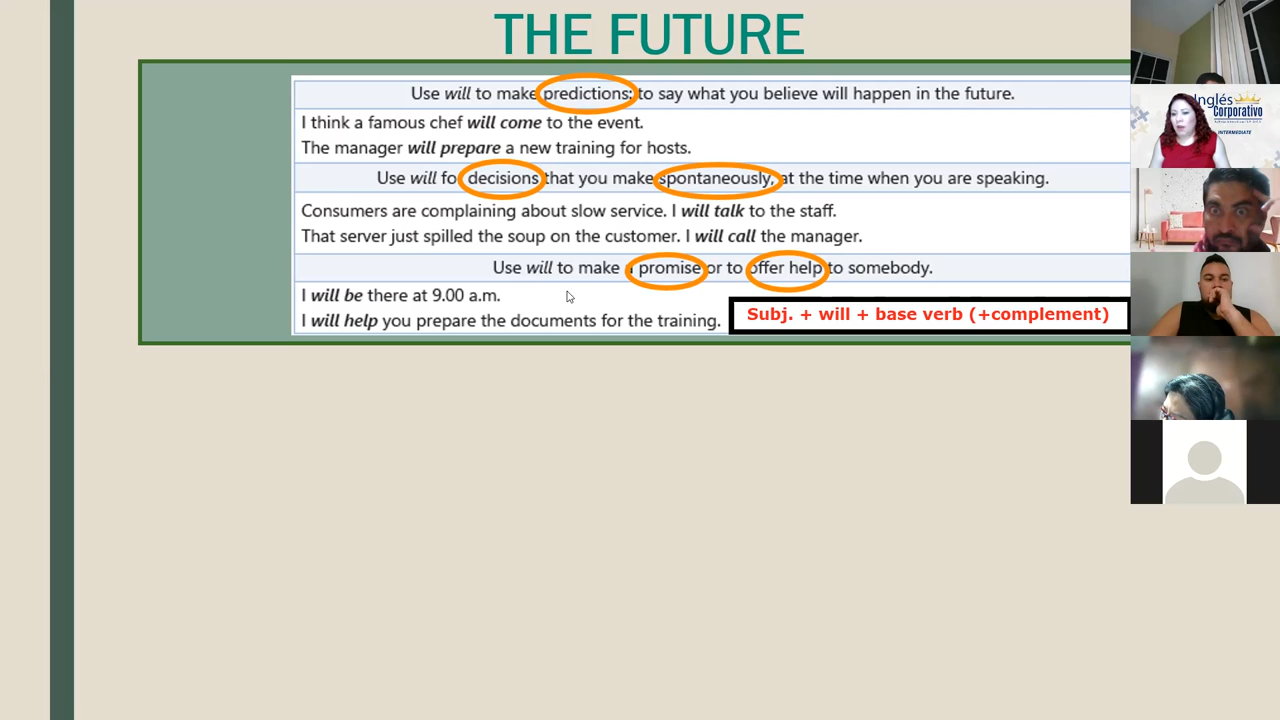 THE FUTURE
Use will to make predictions: to say what you believe will happen in the future.
I think a famous chef will come to the event.
The manager will prepare a new training for hosts.
Use will for decisions that you make spontaneously, at the time when you are speaking.
Consumers are complaining about slow service. I will talk to the staff.
That server just spilled the soup on the customer. I will call the manager.
Use will to make a promise or to offer help to somebody.
I will be there at 9.00 a.m.
I will help you prepare the documents for the training.
Subj. + will + base verb (+complement)
Inglés
Corporativo
INTERMEDIATE